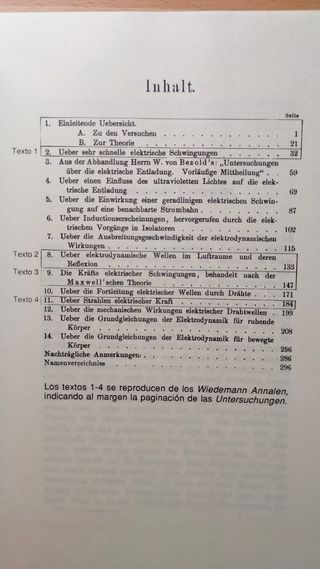 Inhalt.
Seite
1. Einleitende Uebersicht.
A. Zu den Versuchen . . . . . . . . . . . . 1
B. Zur Theorie . . . . . . . . . . . . . . 21
Texto 1 2. Ueber sehr schnelle elektrische Schwingungen . . . . . . 32
3. Aus der Abhandlung Herrn W. von Bezold's: „Untersuchungen
über die elektrische Entladung. Vorläufige Mittheilung" . . 59
4. Ueber einen Einfluss des ultravioletten Lichtes auf die elek-
trische Entladung . . . . . . . . . . . . . 69
5. Ueber die Einwirkung einer geradlinigen elektrischen Schwin-
gung auf eine benachbarte Strombahn . . . . . . . 87
6. Ueber Inductionserscheinungen, hervorgerufen durch die elek-
trischen Vorgänge in Isolatoren . . . . . . . . . 102
7. Ueber die Ausbreitungsgeschwindigkeit der elektrodynamischen
Wirkungen . . . . . . . . . . . . . . . 115
Texto 2 8. Ueber elektrodynamische Wellen im Luftraume und deren
Reflexion . . . . . . . . . . . . . . . 133
Texto 3 9. Die Kräfte elektrischer Schwingungen, behandelt nach der
Maxwell'schen Theorie . . . . . . . . . . . 147
10. Ueber die Fortleitung elektrischer Wellen durch Drähte . . 171
Texto 4 11. Ueber Strahlen elektrischer Kraft . . . . . . . . . 184
12. Ueber die mechanischen Wirkungen elektrischer Drahtwellen . 199
13. Ueber die Grundgleichungen der Elektrodynamik für ruhende
Körper . . . . . . . . . . . . . . . . 208
14. Ueber die Grundgleichungen der Elektrodynamik für bewegte
Körper . . . . . . . . . . . . . . . . 256
Nachträgliche Anmerkungen . . . . . . . . . . . . 286
Namenverzeichniss . . . . . . . . . . . . . . 296
Los textos 1-4 se reproducen de los Wiedemann Annalen,
indicando al margen la paginación de las Untersuchungen.